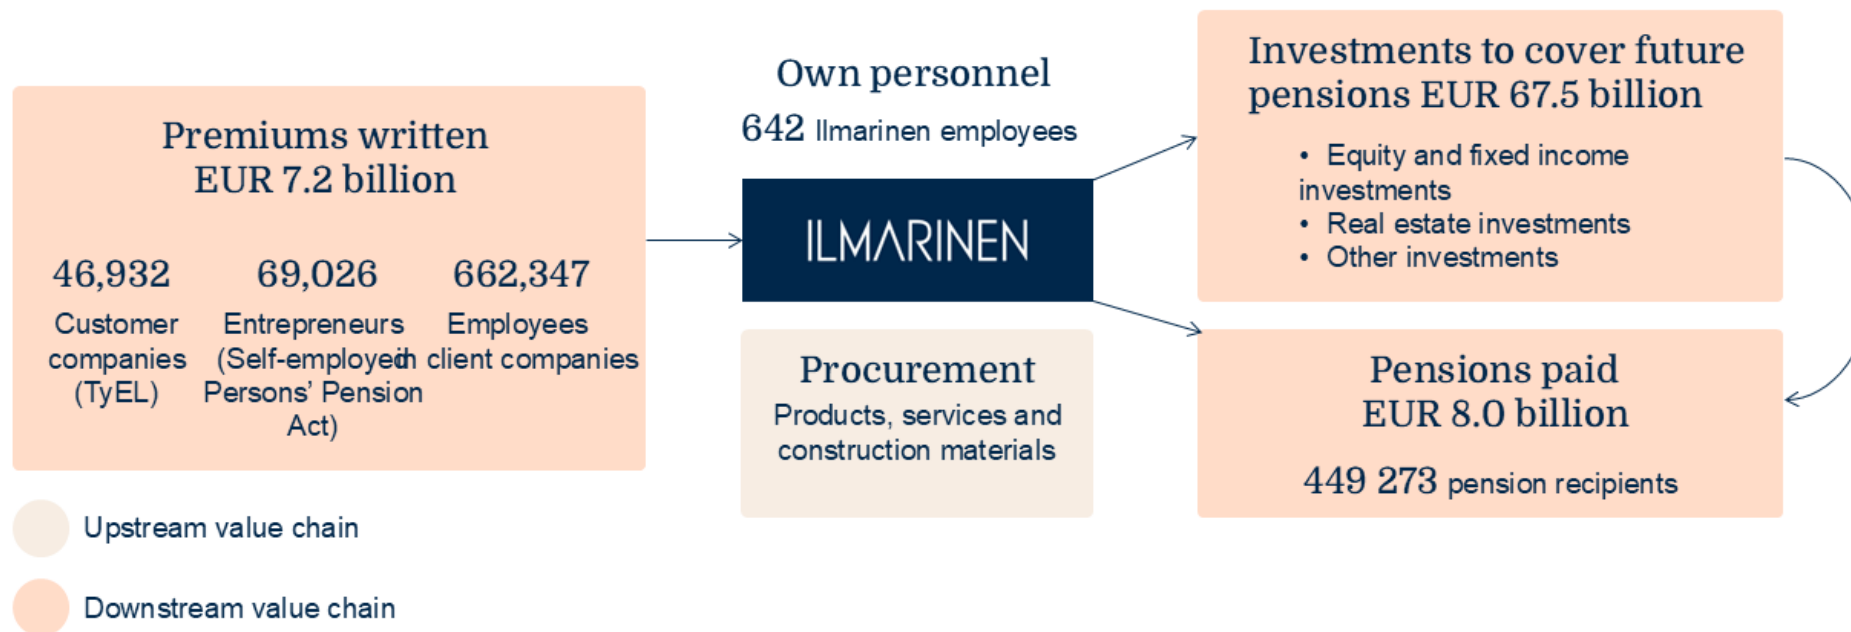 Premiums written
EUR 7.2 billion
46,932
Customer
companies
(TyEL)
69,026
Entrepreneurs
(Self-employed
Persons’ Pension
Act)
662,347
Employees
in client companies
Own personnel
642 Ilmarinen employees
ILMARINEN
Procurement
Products, services and
construction materials
Investments to cover future
pensions EUR 67.5 billion
• Equity and fixed income
investments
• Real estate investments
• Other investments
Pensions paid
EUR 8.0 billion
449 273 pension recipients
Upstream value chain
Downstream value chain